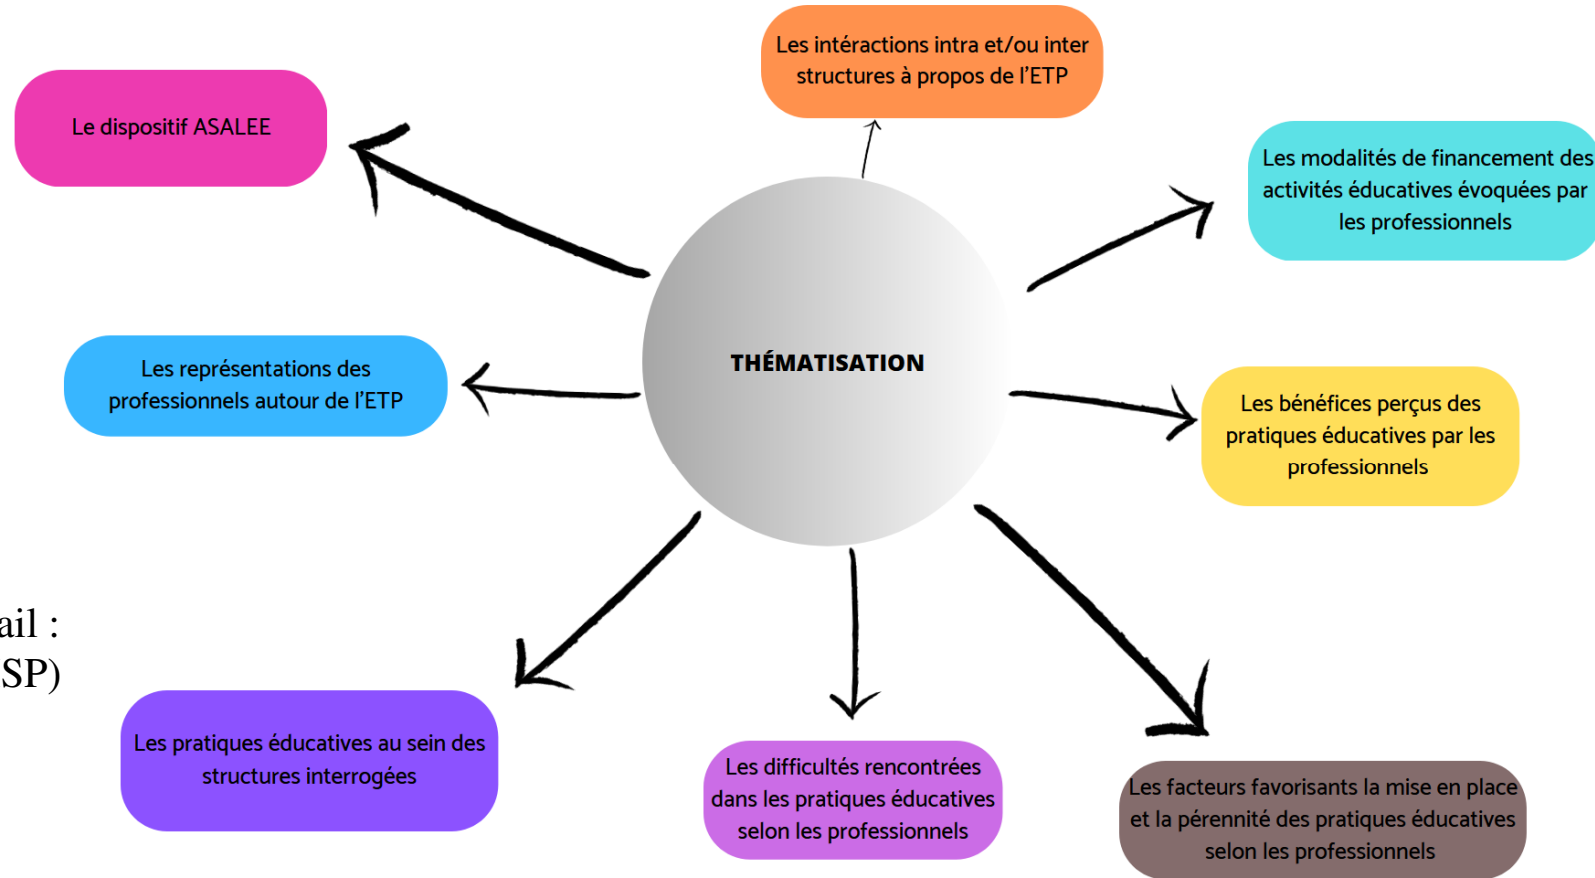 Les intéractions intra et/ou inter
structures à propos de l'ETP
Le dispositif ASALEE
Les modalités de financement des
activités éducatives évoquées par
les professionnels
THÉMATISATION
Les représentations des
professionnels autour de l'ETP
Les bénéfices perçus des
pratiques éducatives par les
professionnels
ail :
SP)
Les pratiques éducatives au sein des
structures interrogées
Les difficultés rencontrées
dans les pratiques éducatives
selon les professionnels
Les facteurs favorisants la mise en place
et la pérennité des pratiques éducatives
selon les professionnels